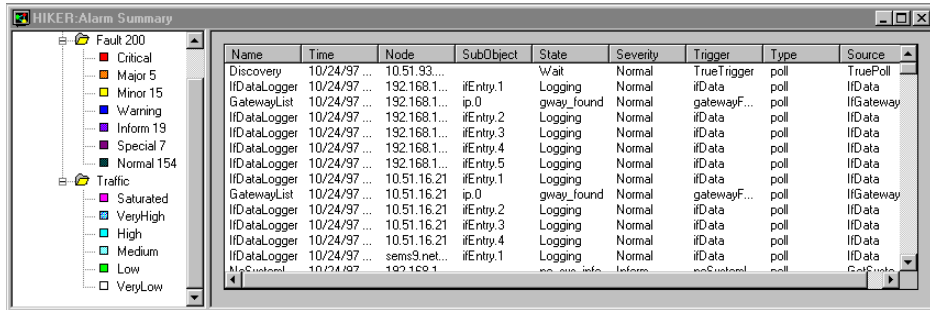 HIKER:Alarm Summary
Fault 200
Critical
Major 5
Minor 15
Warning
Inform 19
Special 7
Normal 154
Traffic
Saturated
VeryHigh
High
Medium
Low
VeryLow
Name Time Node SubObject State Severity Trigger Type Source
Discovery 10/24/97 ... 10.51.93.... Wait Normal TrueTrigger poll TruePoll
IfDataLogger 10/24/97 ... 192.168.1... ifEntry.1 Logging Normal ifData poll IfData
GatewayList 10/24/97 ... 192.168.1... ip.0 gway_found Normal gatewayF... poll IfGateway
IfDataLogger 10/24/97 ... 192.168.1... ifEntry.2 Logging Normal ifData poll IfData
IfDataLogger 10/24/97 ... 192.168.1... ifEntry.3 Logging Normal ifData poll IfData
IfDataLogger 10/24/97 ... 192.168.1... ifEntry.4 Logging Normal ifData poll IfData
IfDataLogger 10/24/97 ... 192.168.1... ifEntry.5 Logging Normal ifData poll IfData
IfDataLogger 10/24/97 ... 10.51.16.21 ifEntry.1 Logging Normal ifData poll IfData
GatewayList 10/24/97 ... 10.51.16.21 ip.0 gway_found Normal gatewayF... poll IfGateway
IfDataLogger 10/24/97 ... 10.51.16.21 ifEntry.2 Logging Normal ifData poll IfData
IfDataLogger 10/24/97 ... 10.51.16.21 ifEntry.3 Logging Normal ifData poll IfData
IfDataLogger 10/24/97 ... 10.51.16.21 ifEntry.4 Logging Normal ifData poll IfData
IfDataLogger 10/24/97 ... sems9.net... ifEntry.1 Logging Normal ifData poll IfData
10/24/97 ... 192.168.1... no_sys_info Inform poll